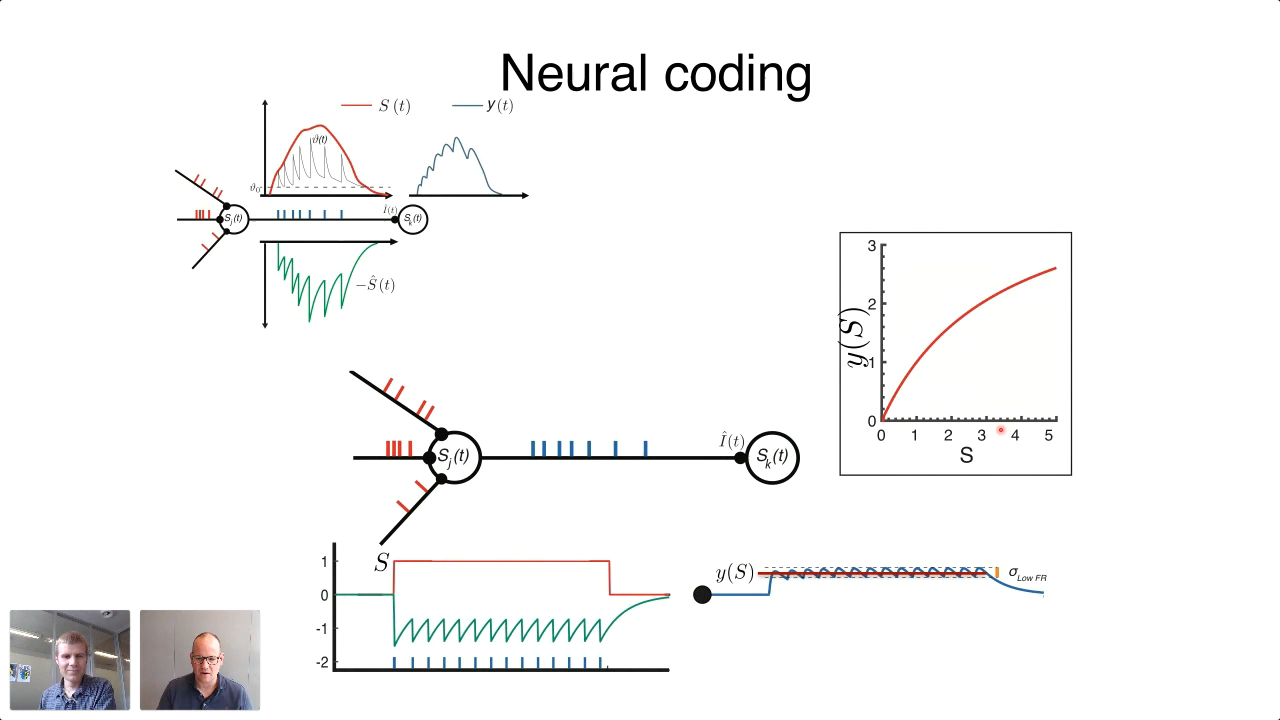 Neural coding
S(t) y(t)
ϑ(t)
ϑ₀
Sⱼ(t) Î(t) Sₖ(t)
−Ŝ(t)
3
2
1
0
y(S)
0 1 2 3 4 5
S
Sⱼ(t) Î(t) Sₖ(t)
S
1
0
-1
-2
y(S) σ Low FR